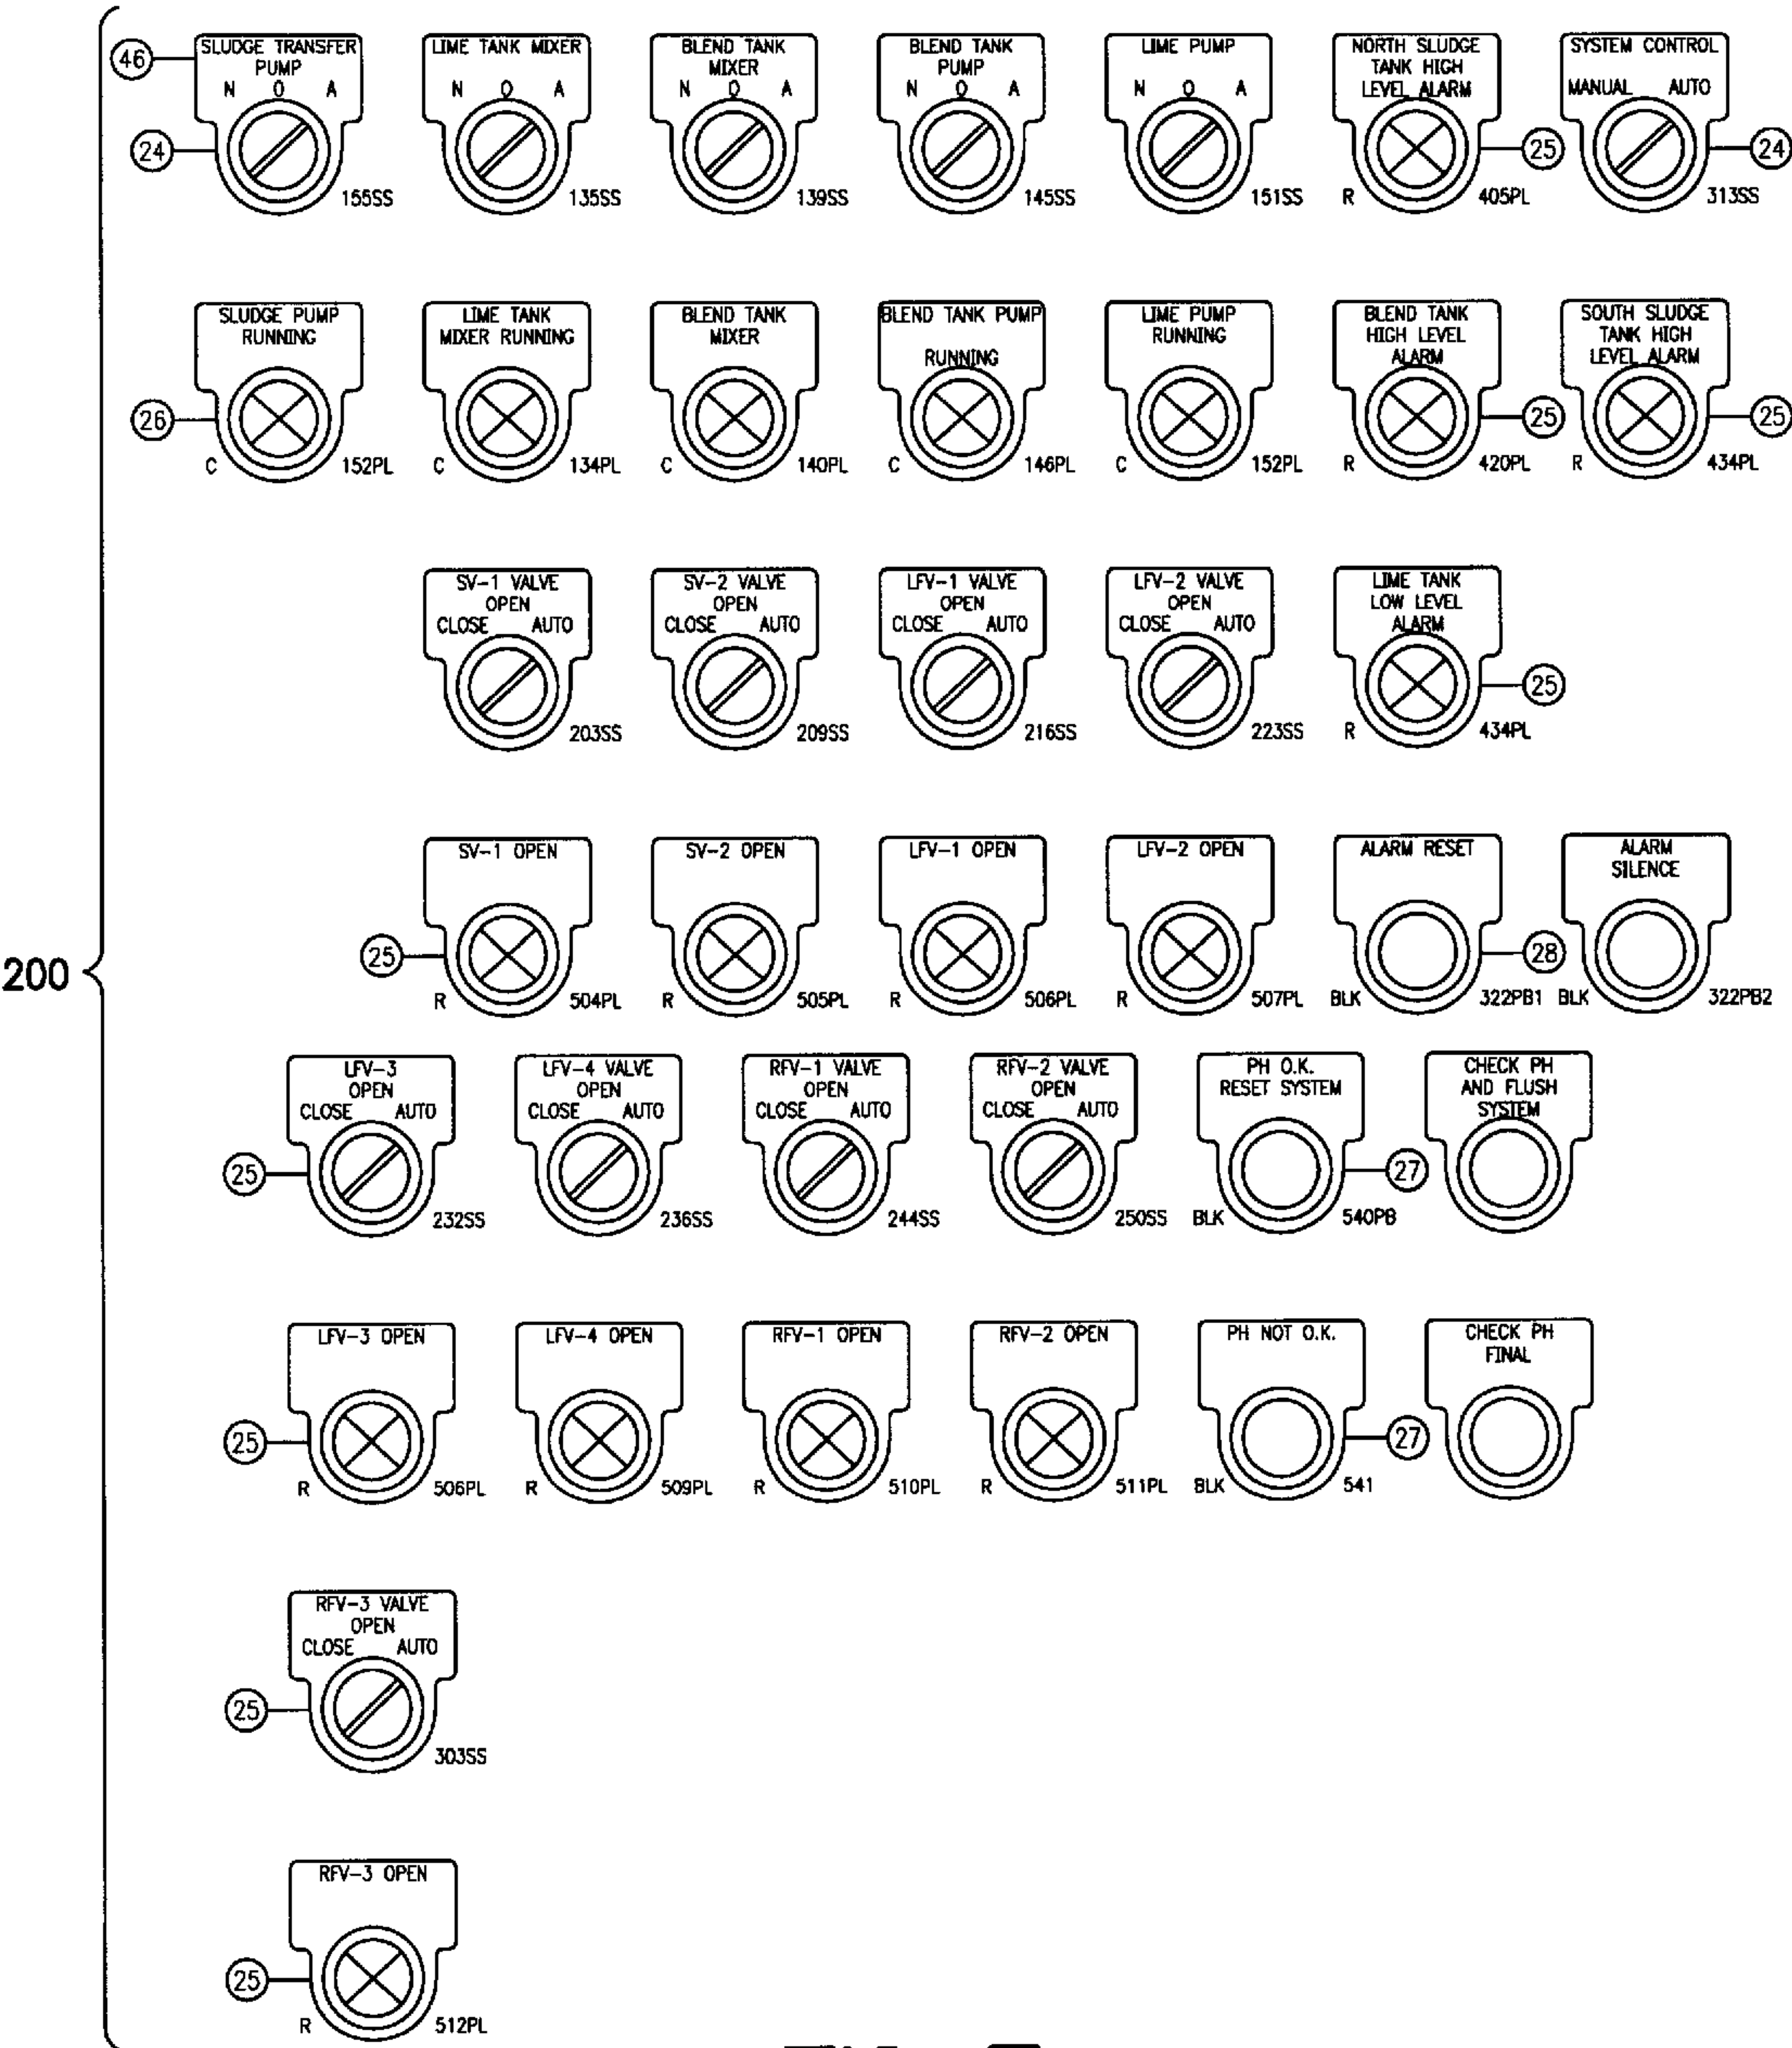 200
46
SLUDGE TRANSFER
PUMP
N O A
24
155SS
LIME TANK MIXER
N O A
135SS
BLEND TANK
MIXER
N O A
139SS
BLEND TANK
PUMP
N O A
145SS
LIME PUMP
N O A
151SS
NORTH SLUDGE
TANK HIGH
LEVEL ALARM
25
R 405PL
SYSTEM CONTROL
MANUAL AUTO
24
313SS
SLUDGE PUMP
RUNNING
26
C 152PL
LIME TANK
MIXER RUNNING
C 134PL
BLEND TANK
MIXER
C 140PL
BLEND TANK PUMP
RUNNING
C 146PL
LIME PUMP
RUNNING
C 152PL
BLEND TANK
HIGH LEVEL
ALARM
25
R 420PL
SOUTH SLUDGE
TANK HIGH
LEVEL ALARM
25
R 434PL
SV-1 VALVE
OPEN
CLOSE AUTO
203SS
SV-2 VALVE
OPEN
CLOSE AUTO
209SS
LFV-1 VALVE
OPEN
CLOSE AUTO
216SS
LFV-2 VALVE
OPEN
CLOSE AUTO
223SS
LIME TANK
LOW LEVEL
ALARM
25
R 434PL
SV-1 OPEN
25
R 504PL
SV-2 OPEN
R 505PL
LFV-1 OPEN
R 506PL
LFV-2 OPEN
R 507PL
ALARM RESET
28
BLK 322PB1
ALARM
SILENCE
BLK 322PB2
LFV-3
OPEN
CLOSE AUTO
25
232SS
LFV-4 VALVE
OPEN
CLOSE AUTO
236SS
RFV-1 VALVE
OPEN
CLOSE AUTO
244SS
RFV-2 VALVE
OPEN
CLOSE AUTO
250SS
PH O.K.
RESET SYSTEM
27
BLK 540PB
CHECK PH
AND FLUSH
SYSTEM
LFV-3 OPEN
25
R 506PL
LFV-4 OPEN
R 509PL
RFV-1 OPEN
R 510PL
RFV-2 OPEN
R 511PL
PH NOT O.K.
27
BLK 541
CHECK PH
FINAL
RFV-3 VALVE
OPEN
CLOSE AUTO
25
303SS
RFV-3 OPEN
25
R 512PL